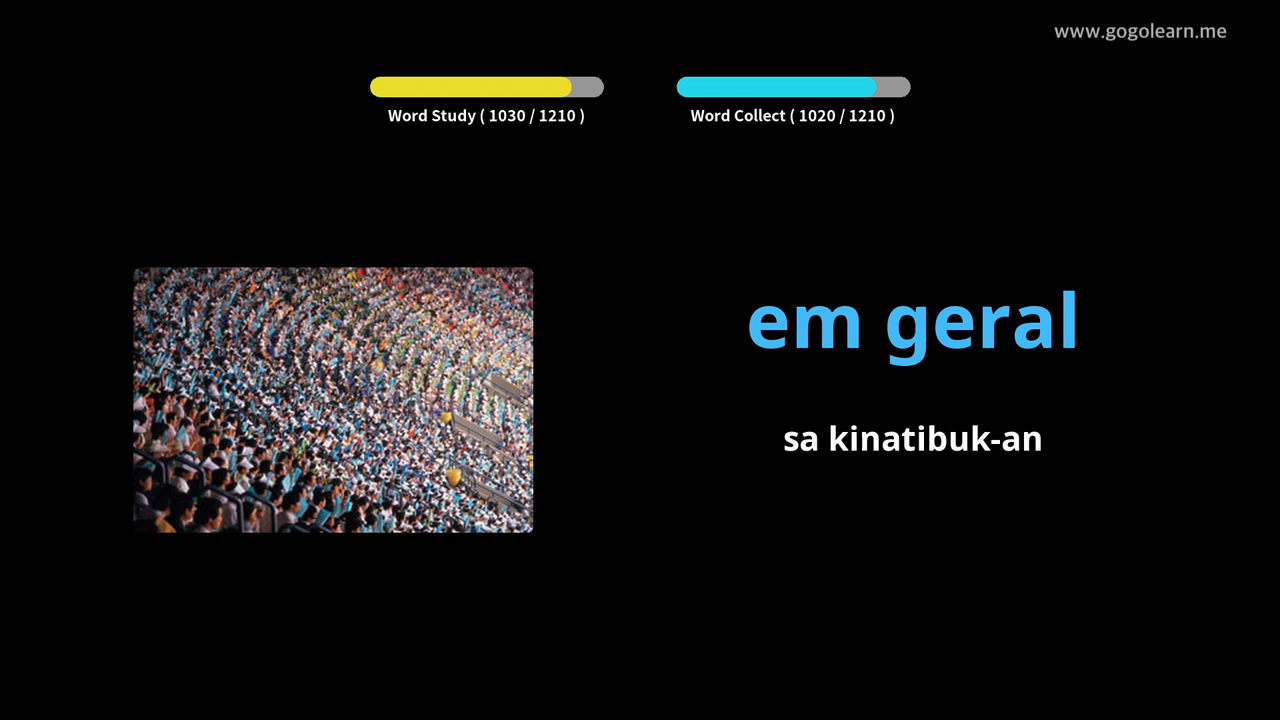 www.gogolearn.me
Word Study ( 1030 / 1210 )
Word Collect ( 1020 / 1210 )
em geral
sa kinatibuk-an